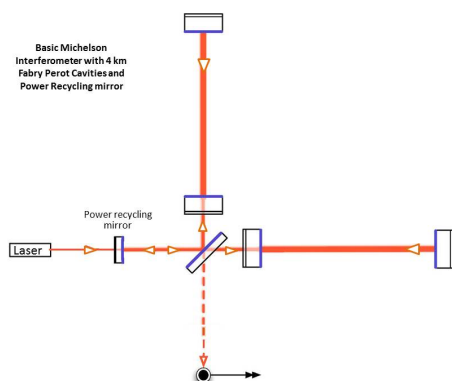 Basic Michelson
Interferometer with 4 km
Fabry Perot Cavities and
Power Recycling mirror
Power recycling
mirror
Laser